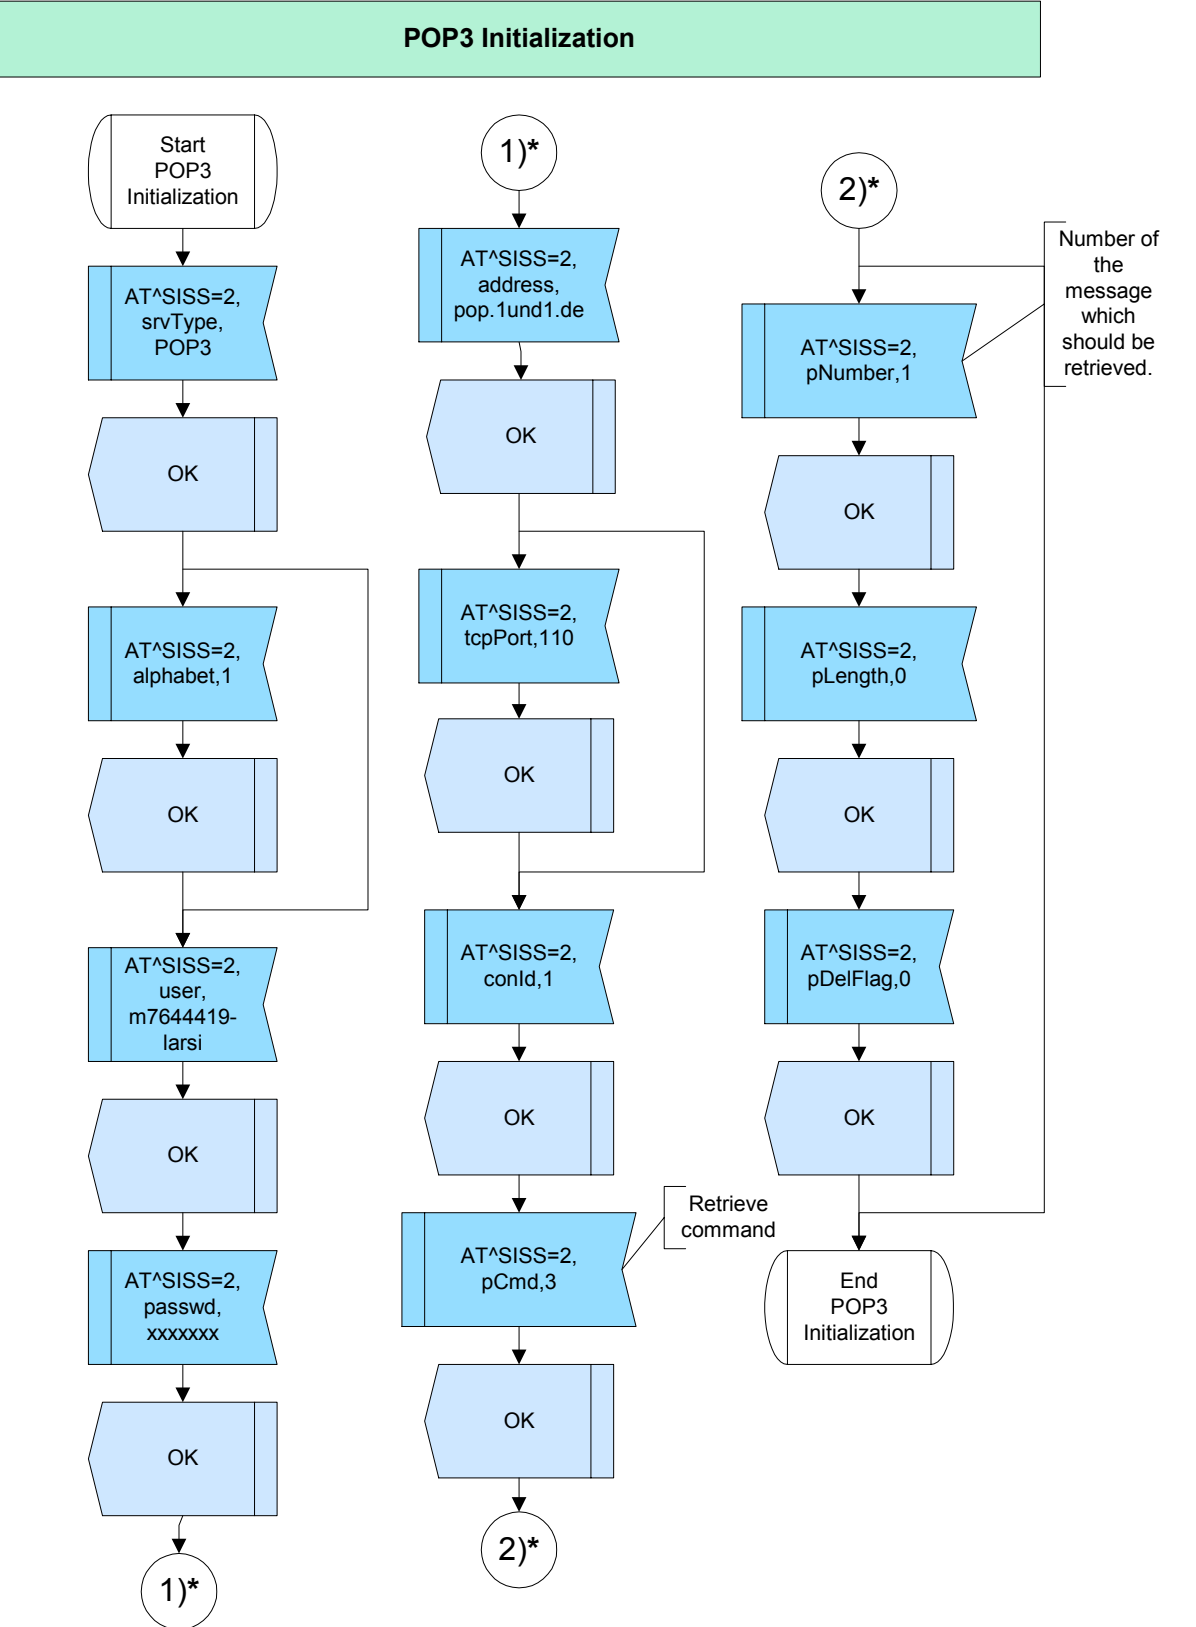 POP3 Initialization
Start
POP3
Initialization
AT^SISS=2,
srvType,
POP3
OK
AT^SISS=2,
alphabet,1
OK
AT^SISS=2,
user,
m7644419-
larsi
OK
AT^SISS=2,
passwd,
xxxxxxx
OK
1)*
1)*
AT^SISS=2,
address,
pop.1und1.de
OK
AT^SISS=2,
tcpPort,110
OK
AT^SISS=2,
conId,1
OK
AT^SISS=2,
pCmd,3
Retrieve
command
OK
2)*
2)*
Number of
the
message
which
should be
retrieved.
AT^SISS=2,
pNumber,1
OK
AT^SISS=2,
pLength,0
OK
AT^SISS=2,
pDelFlag,0
OK
End
POP3
Initialization